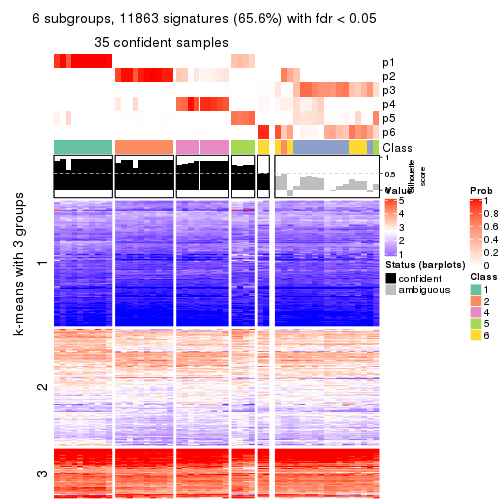 6 subgroups, 11863 signatures (65.6%) with fdr < 0.05
35 confident samples
p1
p2
p3
p4
p5
p6
Class
1
0.5
0
Silhouette
score
k-means with 3 groups
1
2
3
Value
5
4
3
2
1
Status (barplots)
confident
ambiguous
Prob
1
0.8
0.6
0.4
0.2
0
Class
1
2
4
5
6